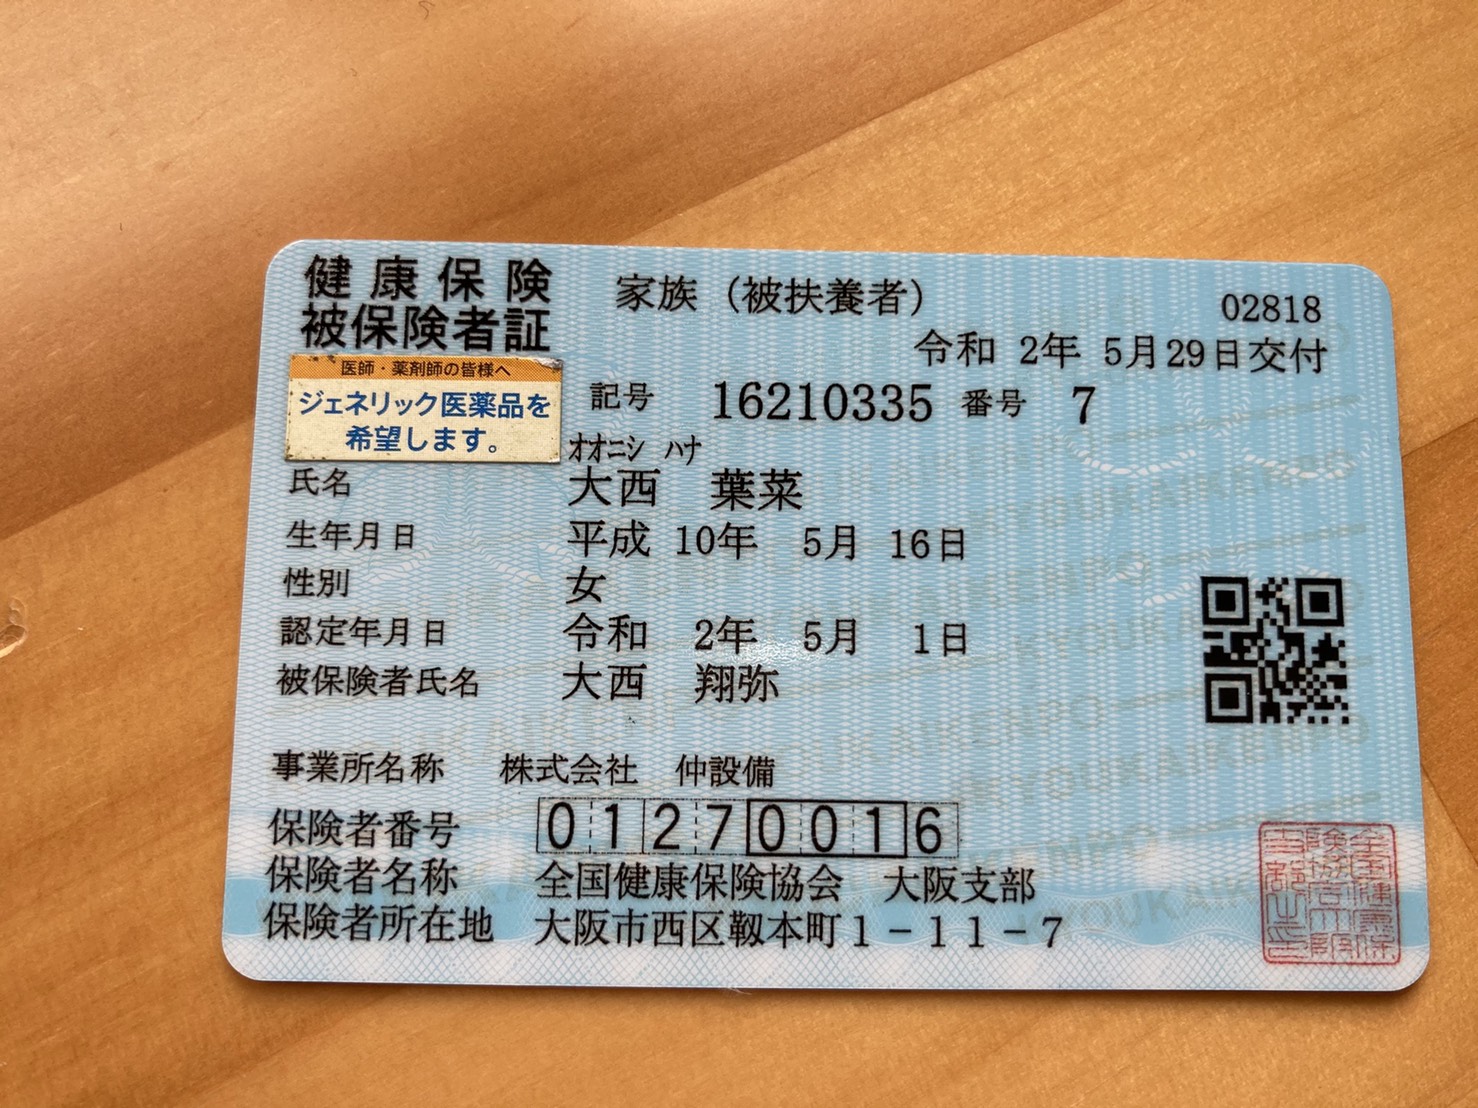 健康保険
被保険者証
家族（被扶養者）
02818
令和 2年 5月29日交付
医師・薬剤師の皆様へ
ジェネリック医薬品を
希望します。
記号 16210335 番号 7
ｵｵﾆｼ ﾊﾅ
氏名 大西 葉菜
生年月日 平成 10年 5月 16日
性別 女
認定年月日 令和 2年 5月 1日
被保険者氏名 大西 翔弥
事業所名称 株式会社 仲設備
保険者番号 01270016
保険者名称 全国健康保険協会 大阪支部
保険者所在地 大阪市西区靱本町1-11-7